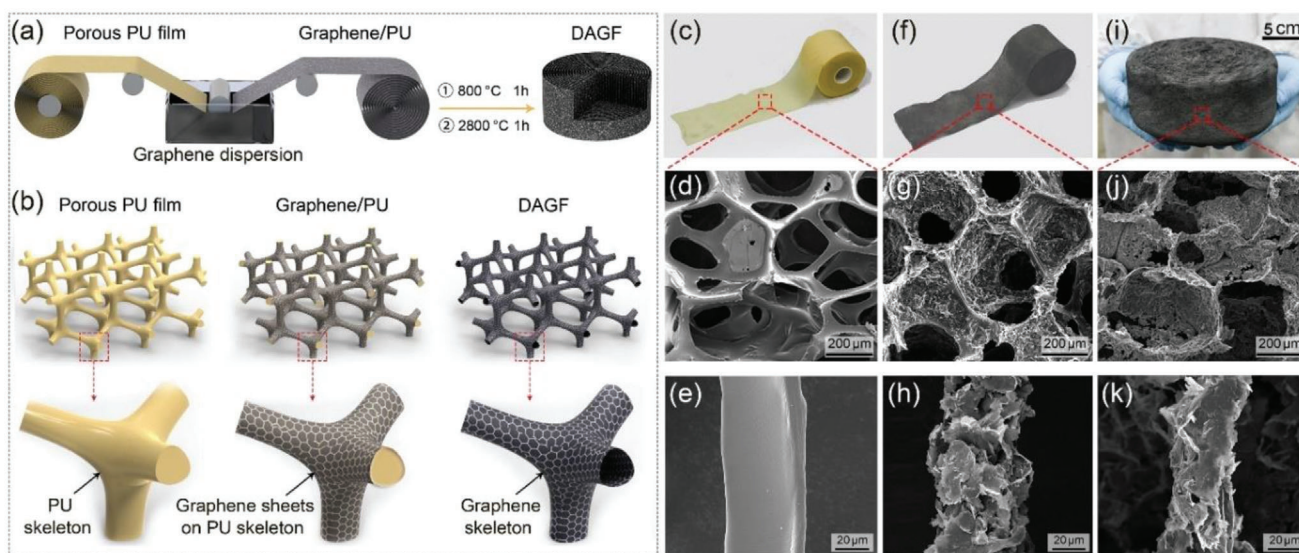 (a)
Porous PU film
Graphene/PU
DAGF
① 800 °C 1h
② 2800 °C 1h
Graphene dispersion
(b)
Porous PU film
Graphene/PU
DAGF
PU
skeleton
Graphene sheets
on PU skeleton
Graphene
skeleton
(c)
(f)
(i)
5 cm
(d)
200 μm
(g)
200 μm
(j)
200 μm
(e)
20 μm
(h)
20 μm
(k)
20 μm